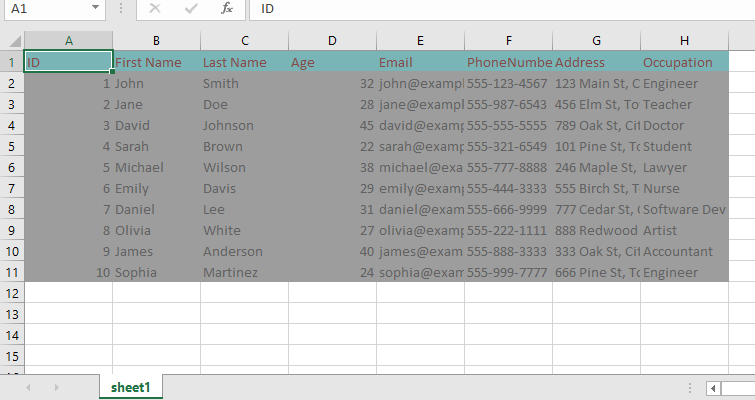 A1 fx ID
A B C D E F G H
1 ID First Name Last Name Age Email PhoneNumbe Address Occupation
2 1 John Smith 32 john@exampl 555-123-4567 123 Main St, C Engineer
3 2 Jane Doe 28 jane@exampl 555-987-6543 456 Elm St, To Teacher
4 3 David Johnson 45 david@examp 555-555-5555 789 Oak St, Cit Doctor
5 4 Sarah Brown 22 sarah@examp 555-321-6549 101 Pine St, To Student
6 5 Michael Wilson 38 michael@exa 555-777-8888 246 Maple St, Lawyer
7 6 Emily Davis 29 emily@examp 555-444-3333 555 Birch St, T Nurse
8 7 Daniel Lee 31 daniel@exam 555-666-9999 777 Cedar St, C Software Dev
9 8 Olivia White 27 olivia@examp 555-222-1111 888 Redwood Artist
10 9 James Anderson 40 james@exam 555-888-3333 333 Oak St, Cit Accountant
11 10 Sophia Martinez 24 sophia@exam 555-999-7777 666 Pine St, To Engineer
12
13
14
15
sheet1